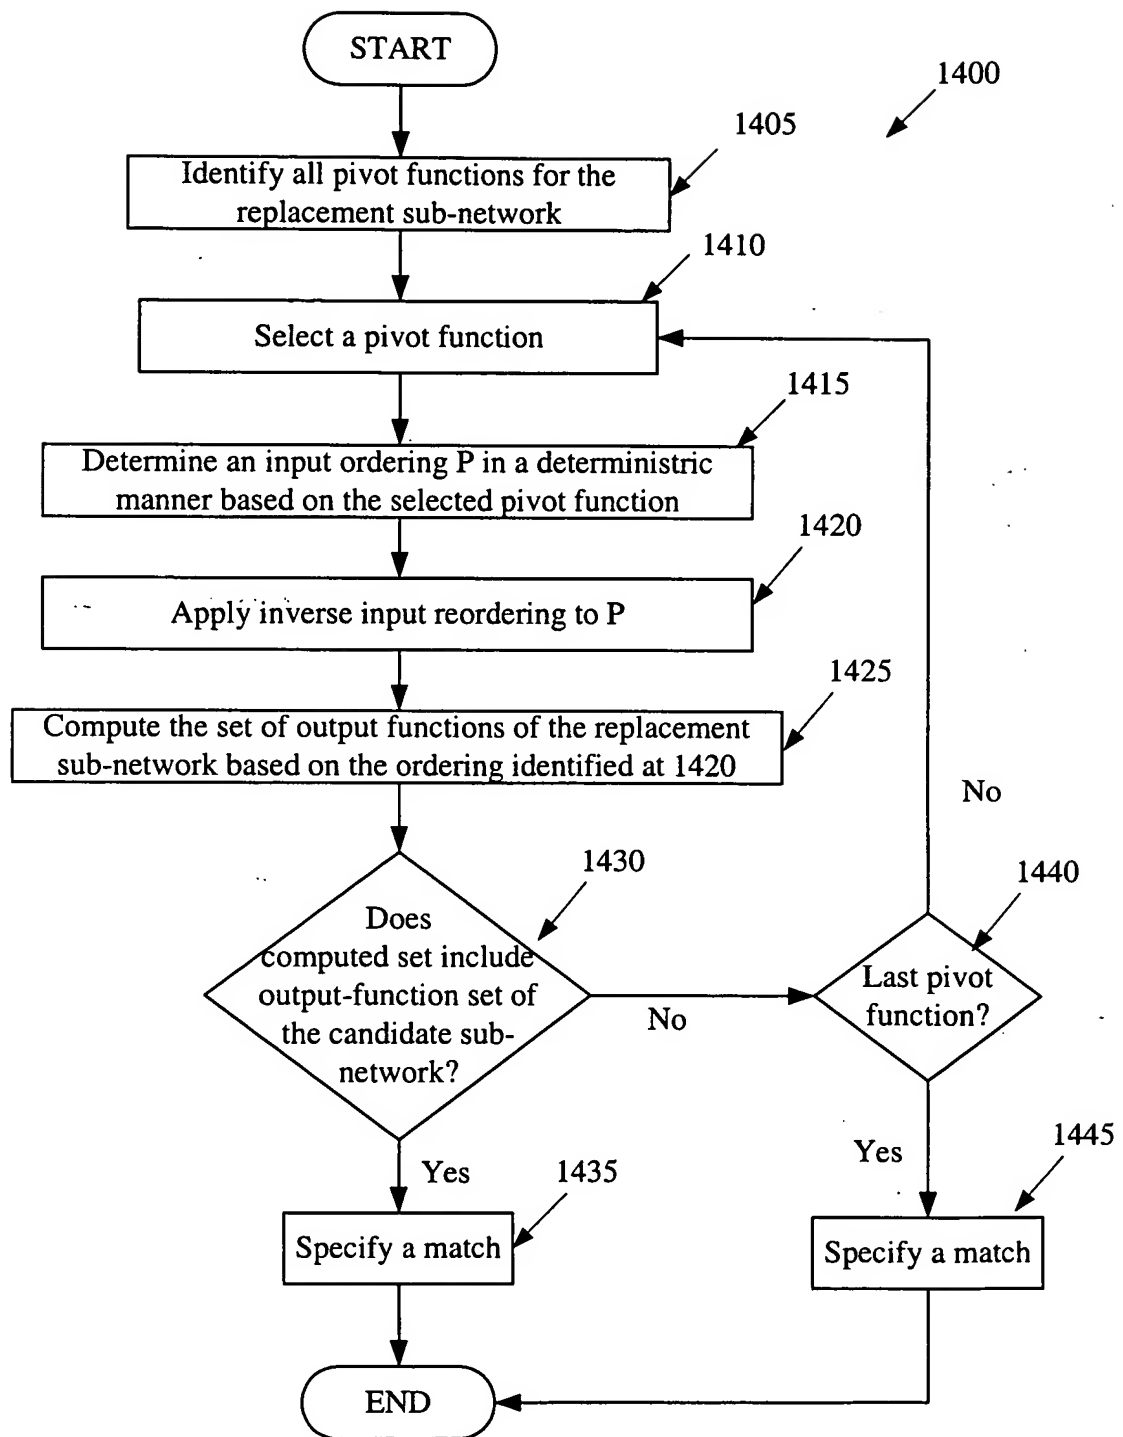 START
1400
1405
Identify all pivot functions for the
replacement sub-network
1410
Select a pivot function
1415
Determine an input ordering P in a deterministric
manner based on the selected pivot function
1420
Apply inverse input reordering to P
1425
Compute the set of output functions of the replacement
sub-network based on the ordering identified at 1420
No
1430
1440
Does
computed set include
output-function set of
the candidate sub-
network?
No
Last pivot
function?
Yes
1435
Yes
1445
Specify a match
Specify a match
END